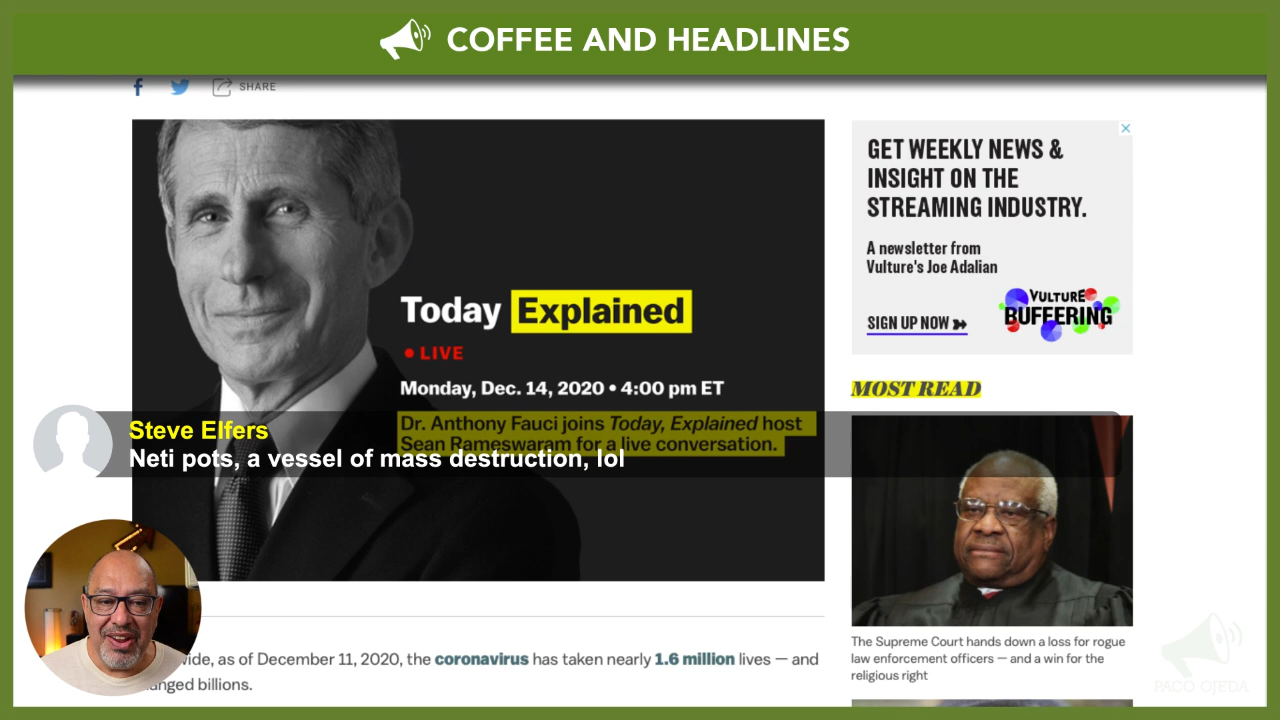 COFFEE AND HEADLINES
SHARE
Today Explained
LIVE
Monday, Dec. 14, 2020 • 4:00 pm ET
Dr. Anthony Fauci joins Today, Explained host
Sean Rameswaram for a live conversation.
Steve Elfers
Neti pots, a vessel of mass destruction, lol
wide, as of December 11, 2020, the coronavirus has taken nearly 1.6 million lives — and
anged billions.
GET WEEKLY NEWS &
INSIGHT ON THE
STREAMING INDUSTRY.
A newsletter from
Vulture's Joe Adalian
SIGN UP NOW
VULTURE
BUFFERING
MOST READ
The Supreme Court hands down a loss for rogue
law enforcement officers — and a win for the
religious right
PACO OJEDA